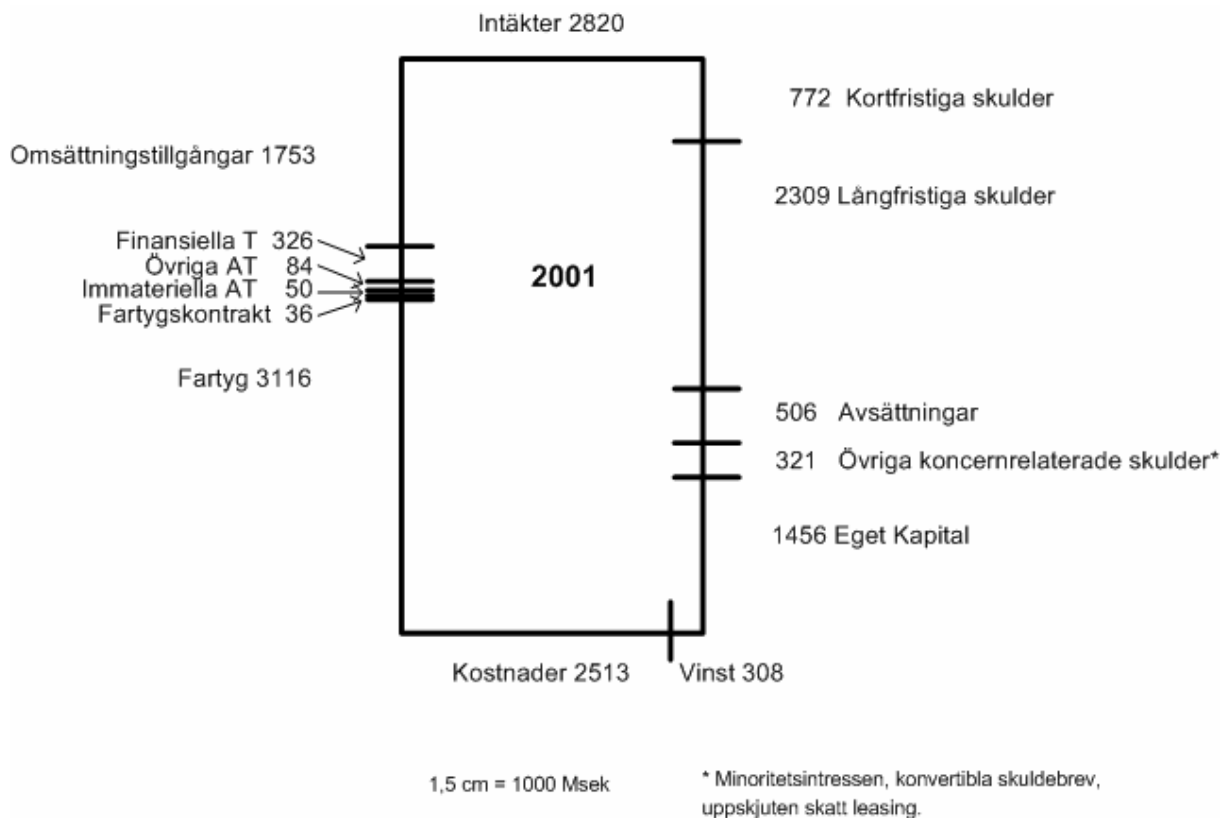 Intäkter 2820
772 Kortfristiga skulder
Omsättningstillgångar 1753
2309 Långfristiga skulder
Finansiella T 326
Övriga AT 84
Immateriella AT 50
Fartygskontrakt 36
2001
Fartyg 3116
506 Avsättningar
321 Övriga koncernrelaterade skulder*
1456 Eget Kapital
Kostnader 2513
Vinst 308
1,5 cm = 1000 Msek
* Minoritetsintressen, konvertibla skuldebrev,
uppskjuten skatt leasing.